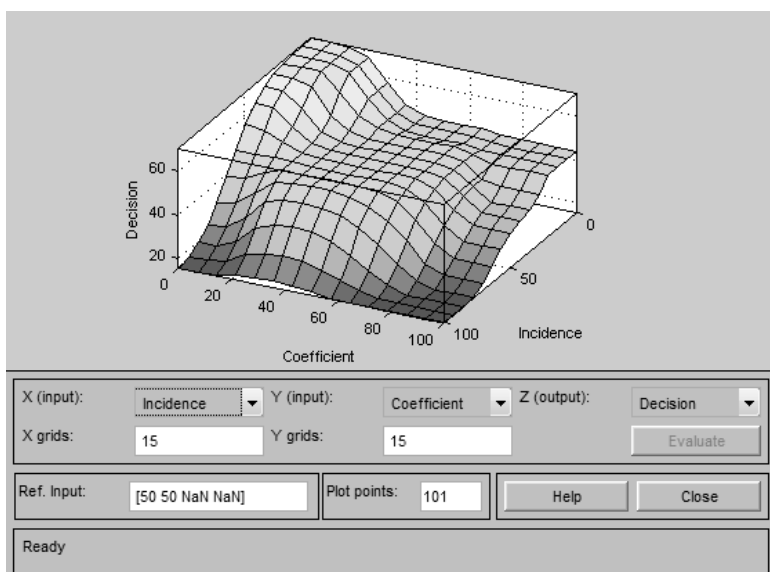 60
40
20
Decision
0
20
40
60
80
100
100
50
0
Coefficient
Incidence
X (input):
Incidence
Y (input):
Coefficient
Z (output):
Decision
X grids:
15
Y grids:
15
Evaluate
Ref. Input:
[50 50 NaN NaN]
Plot points:
101
Help
Close
Ready